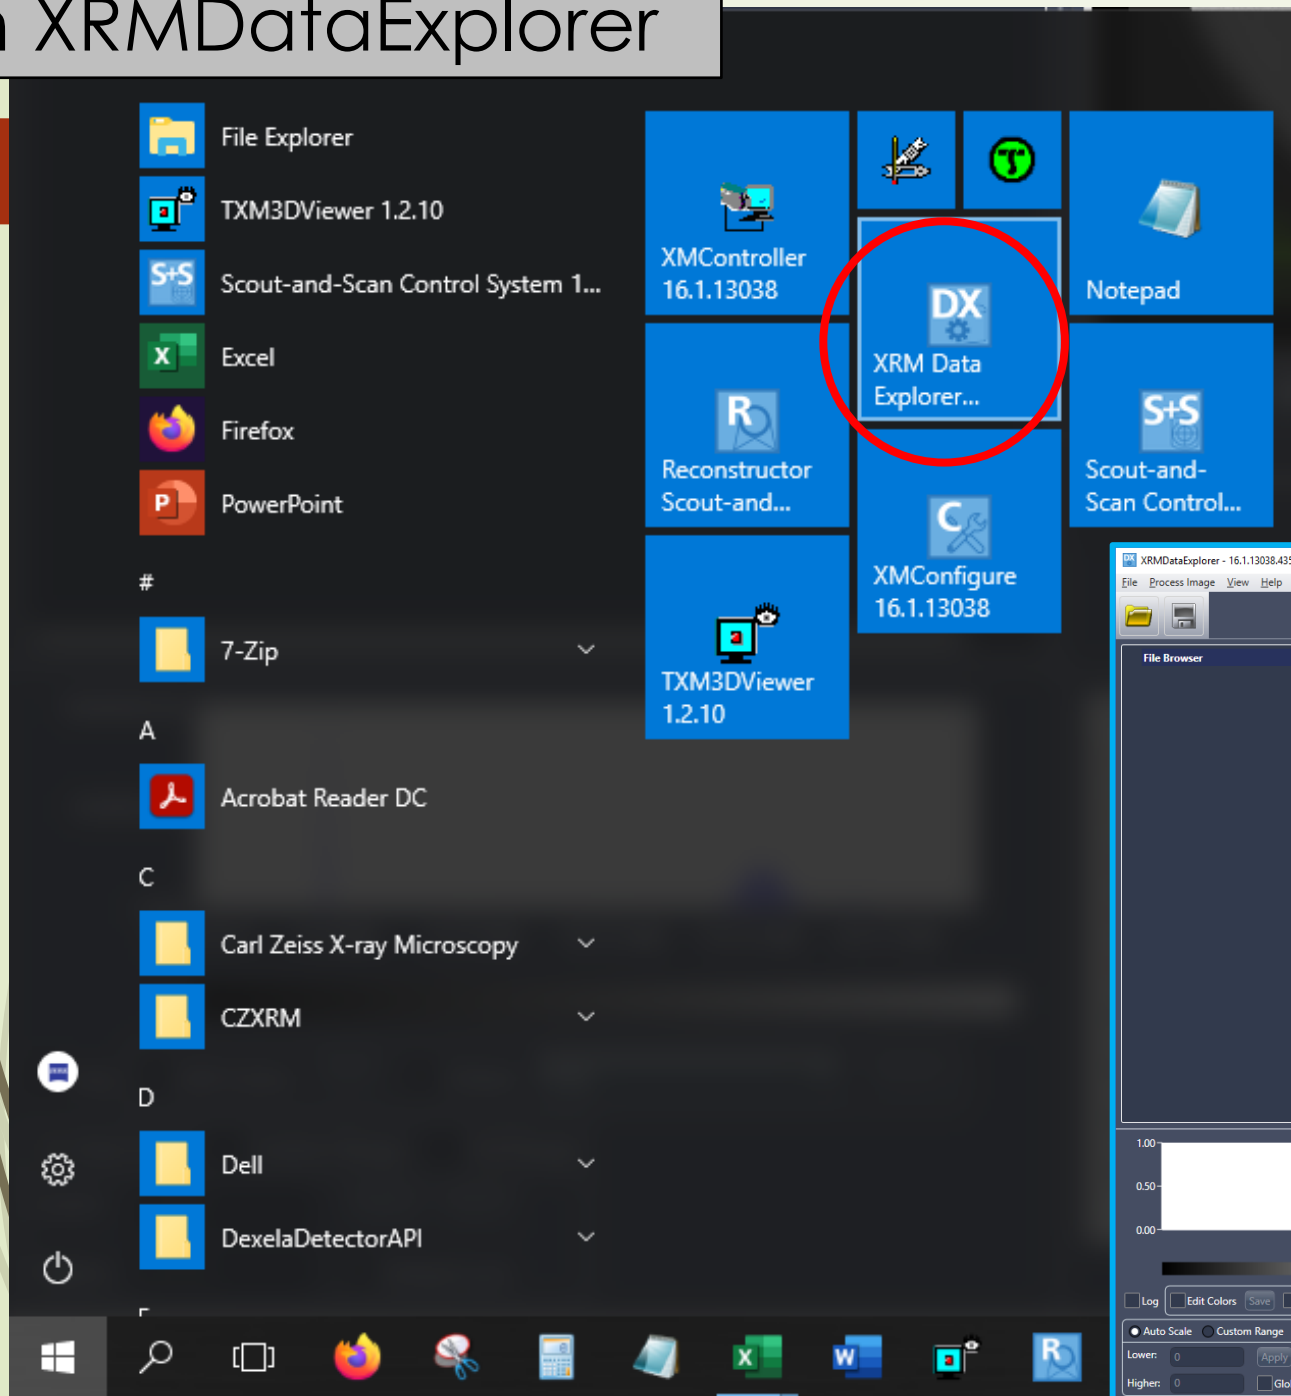 XRMDataExplorer
File Explorer
TXM3DViewer 1.2.10
S+S
Scout-and-Scan Control System 1...
Excel
Firefox
PowerPoint
#
7-Zip
A
Acrobat Reader DC
C
Carl Zeiss X-ray Microscopy
CZXRM
D
Dell
DexelaDetectorAPI
XMController
16.1.13038
DX
XRM Data
Explorer...
Notepad
R
Reconstructor
Scout-and...
C
XMConfigure
16.1.13038
S+S
Scout-and-
Scan Control...
TXM3DViewer
1.2.10
XRMDataExplorer - 16.1.13038.435
File Process Image View Help
File Browser
1.00
0.50
0.00
Log Edit Colors Save
Auto Scale Custom Range
Lower: 0 Apply
Higher: 0